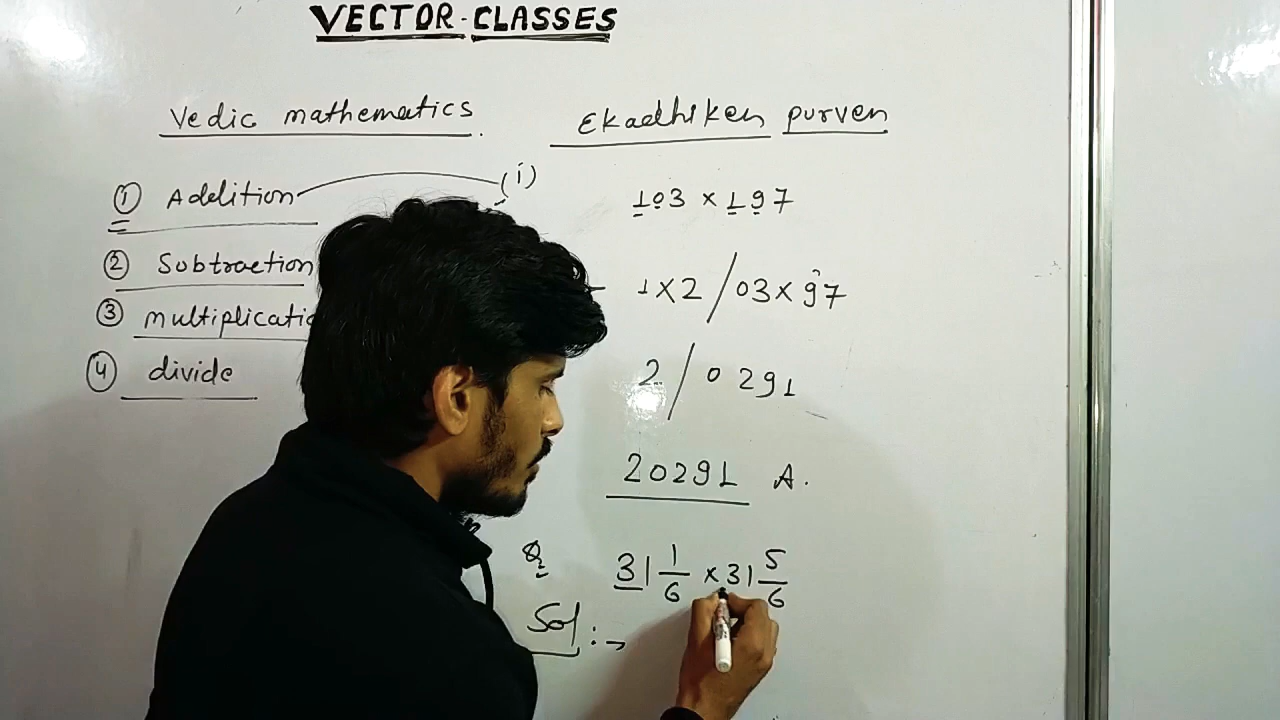 VECTOR-CLASSES
Vedic mathematics.
① Addition
② Subtraction
③ multiplicatio
④ divide
Ekadhiken purven
(i) 103 × 197
1×2/03×97
2/0291
20291 A.
Q 31 1/6 × 31 5/6
Sol:→